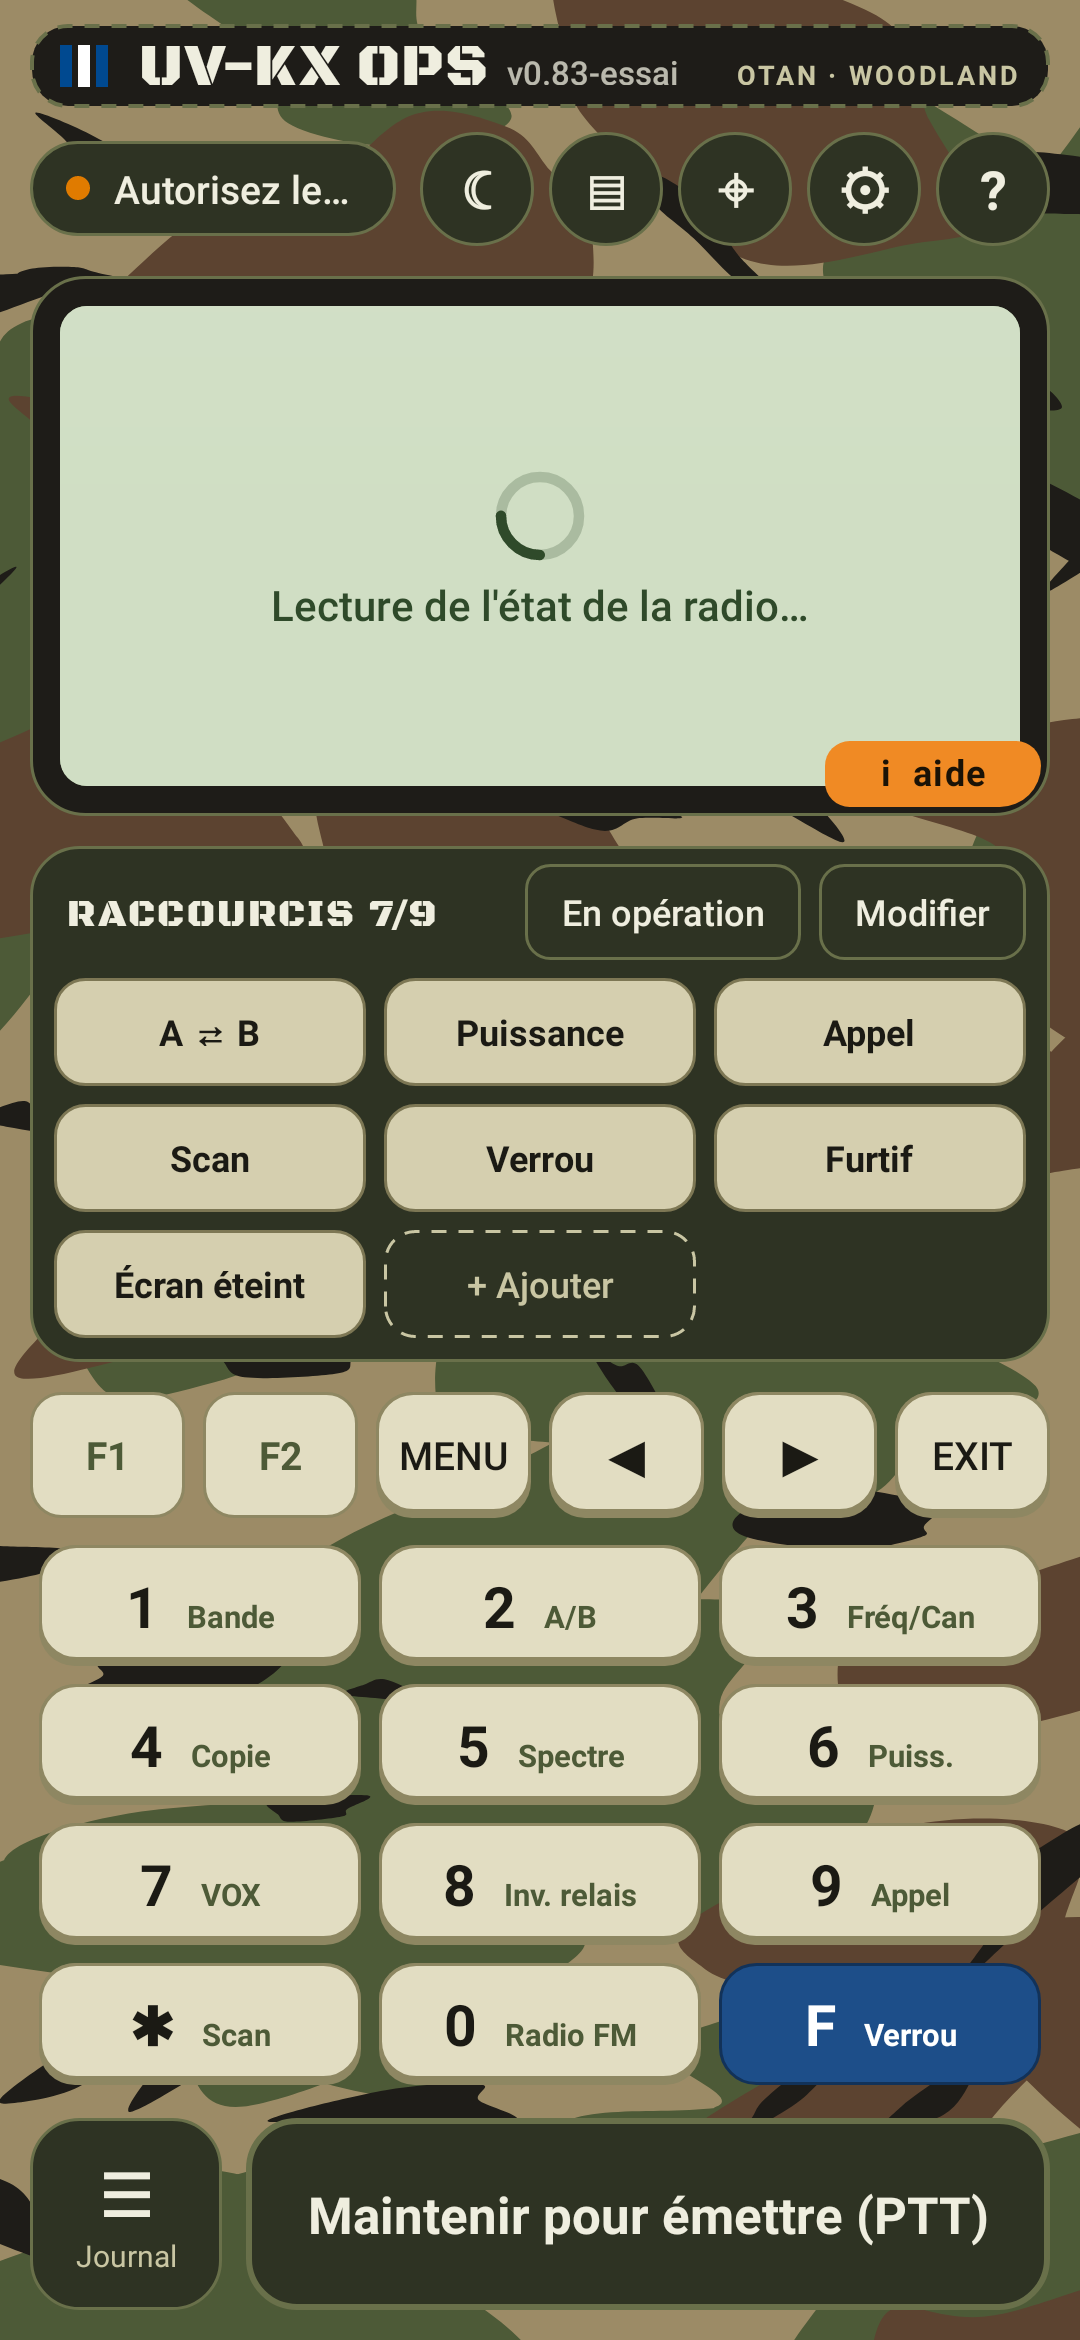 UV-KX OPS v0.83-essai OTAN · WOODLAND
Autorisez le... ☾ ▤ ⌖ ⚙ ?
Lecture de l'état de la radio...
i aide
RACCOURCIS 7/9 En opération Modifier
A ⇄ B Puissance Appel
Scan Verrou Furtif
Écran éteint + Ajouter
F1 F2 MENU ◀ ▶ EXIT
1 Bande 2 A/B 3 Fréq/Can
4 Copie 5 Spectre 6 Puiss.
7 VOX 8 Inv. relais 9 Appel
✱ Scan 0 Radio FM F Verrou
☰ Journal Maintenir pour émettre (PTT)